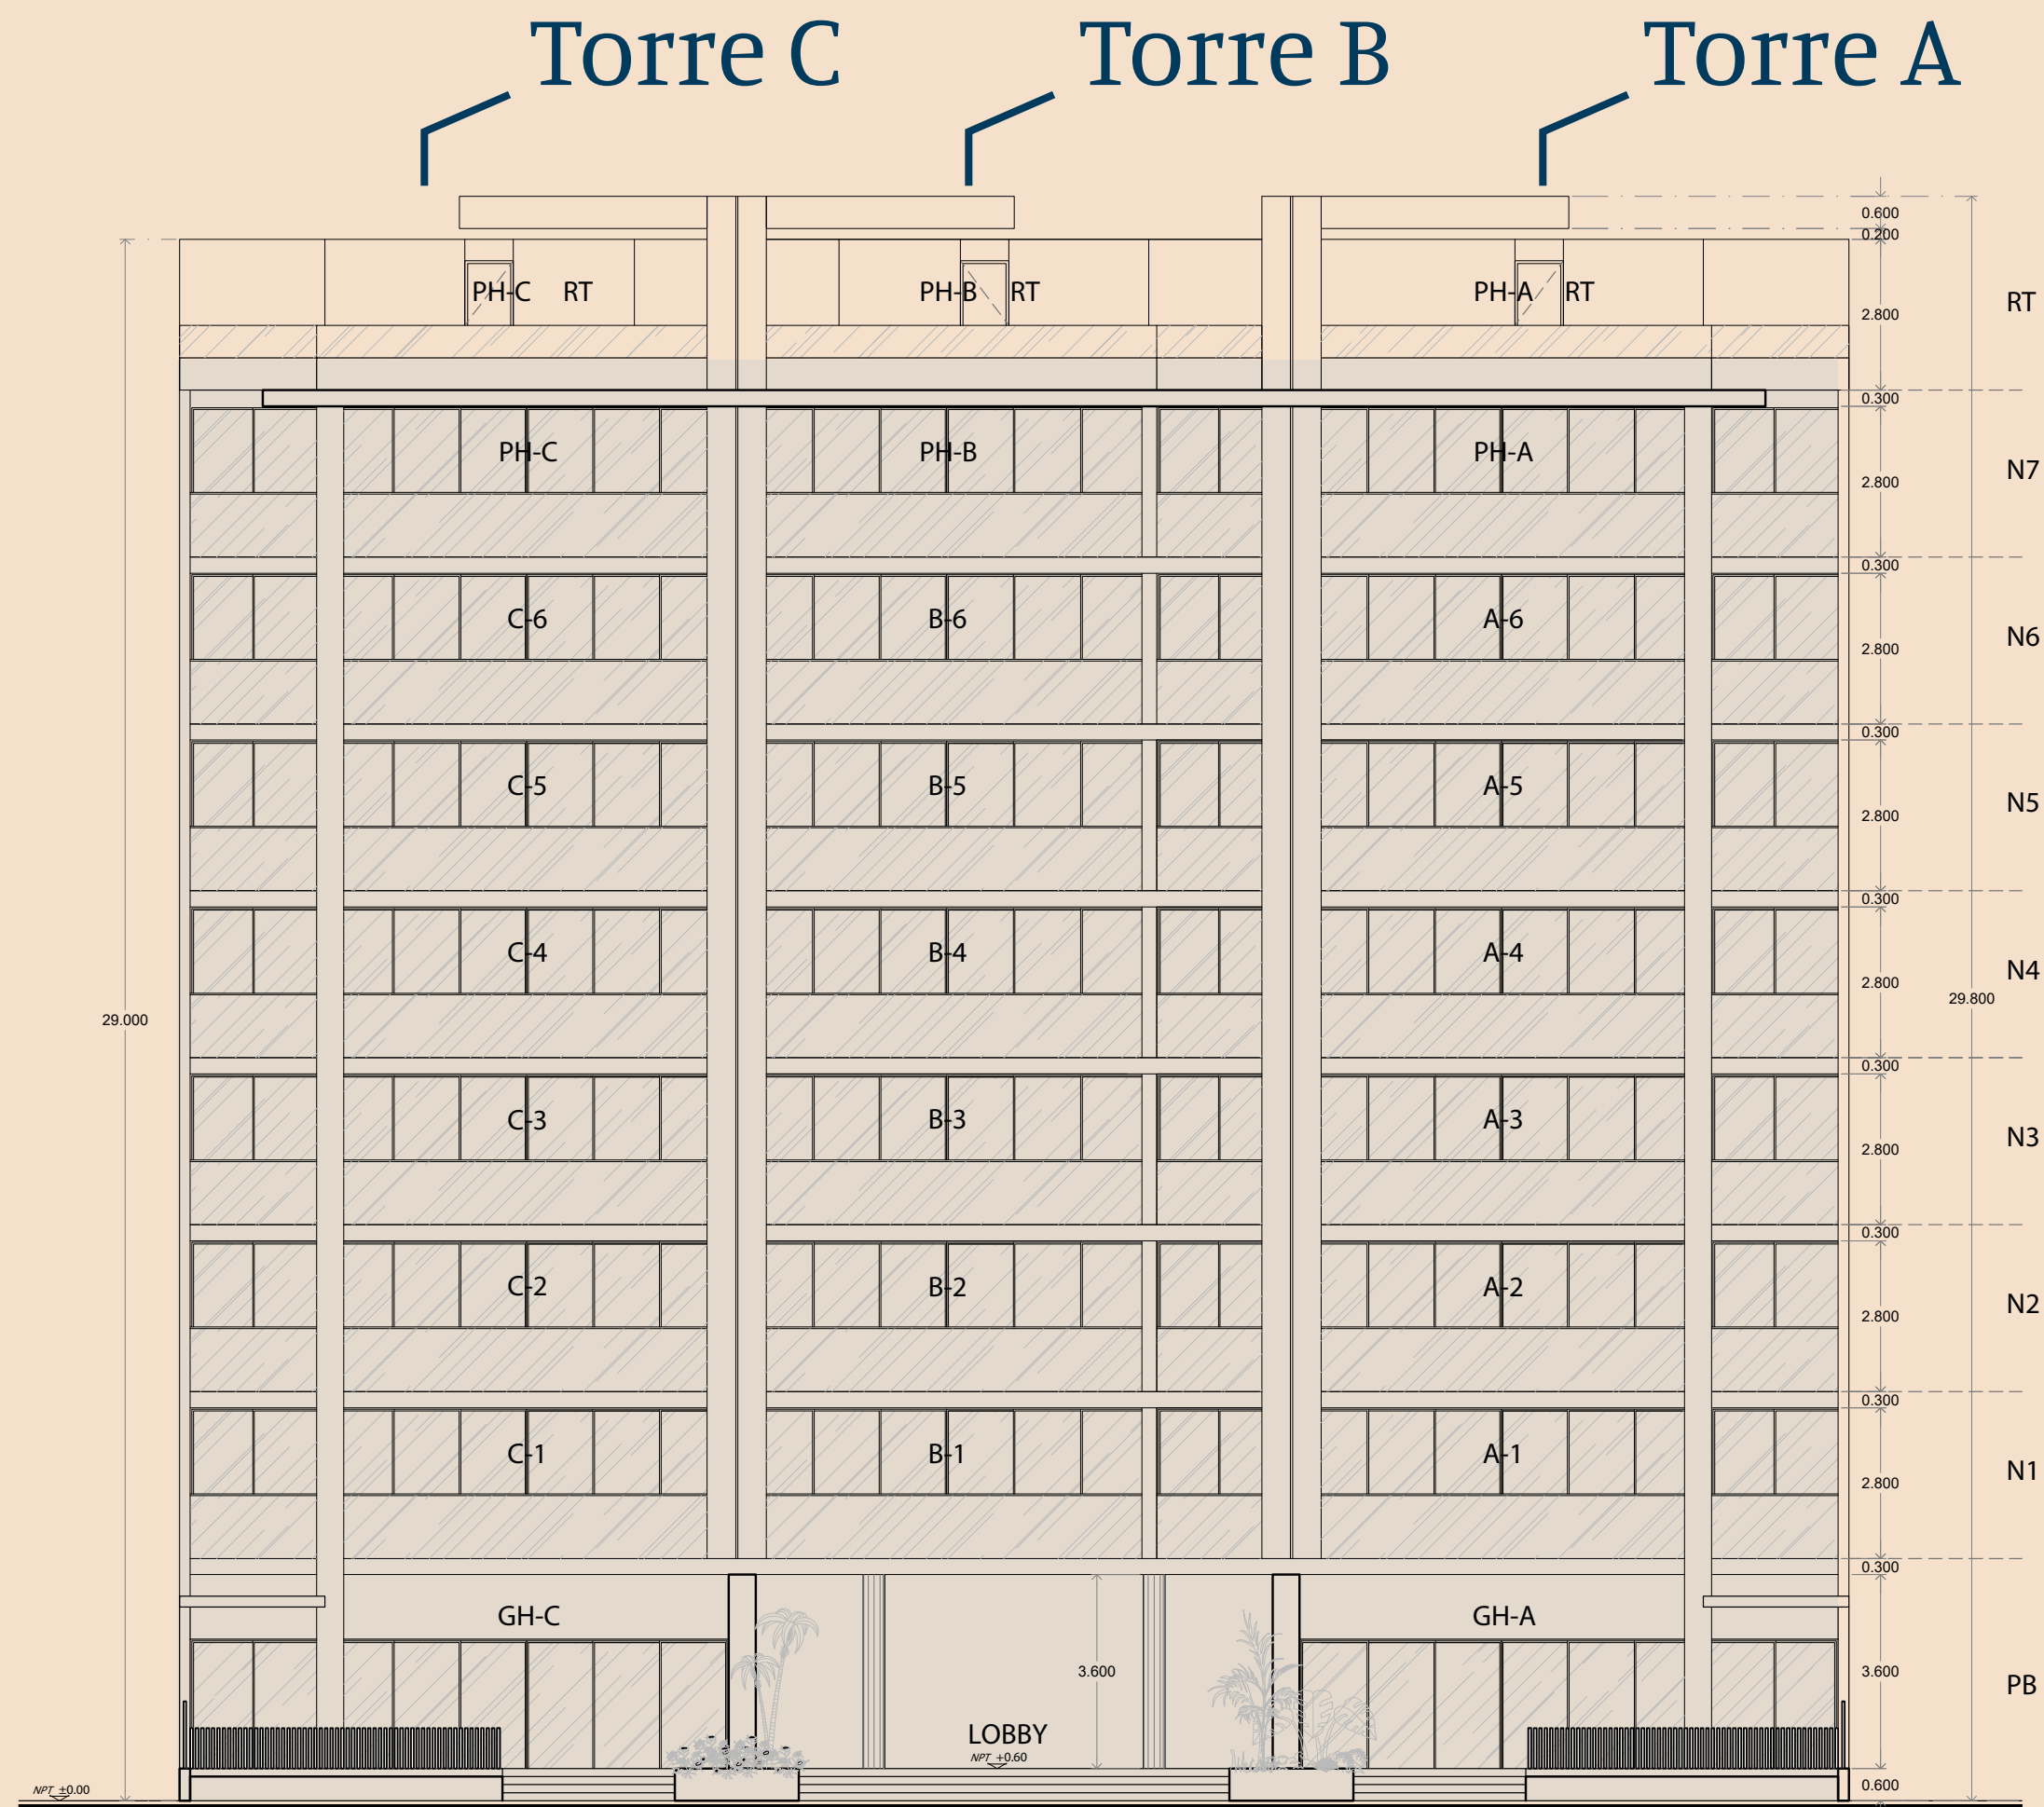 Torre C Torre B Torre A
0.600
0.200
PH-C RT PH-B RT PH-A RT RT
2.800
0.300
PH-C PH-B PH-A N7
2.800
0.300
C-6 B-6 A-6 N6
2.800
0.300
C-5 B-5 A-5 N5
2.800
0.300
C-4 B-4 A-4 N4
2.800
29.800
29.000
0.300
C-3 B-3 A-3 N3
2.800
0.300
C-2 B-2 A-2 N2
2.800
0.300
C-1 B-1 A-1 N1
2.800
0.300
GH-C GH-A
3.600 3.600 PB
LOBBY
NPT +0.60
NPT ±0.00 0.600